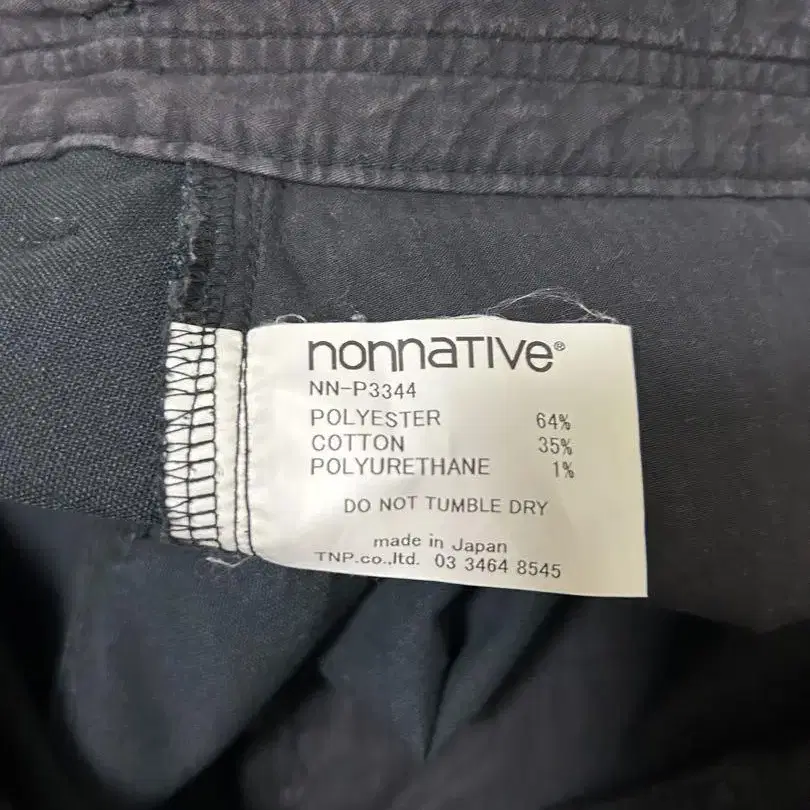 nonnative®
NN-P3344
POLYESTER 64%
COTTON 35%
POLYURETHANE 1%
DO NOT TUMBLE DRY
made in Japan
TNP.co.,ltd. 03 3464 8545